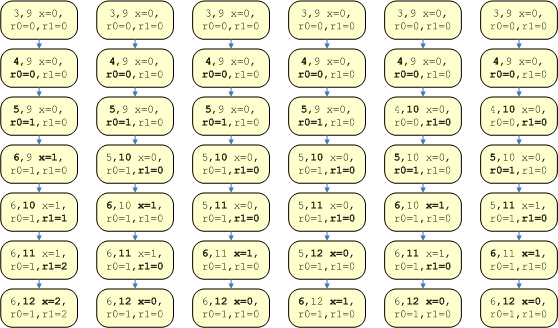 3,9 x=0, 3,9 x=0, 3,9 x=0, 3,9 x=0, 3,9 x=0, 3,9 x=0,
r0=0,r1=0 r0=0,r1=0 r0=0,r1=0 r0=0,r1=0 r0=0,r1=0 r0=0,r1=0
4,9 x=0, 4,9 x=0, 4,9 x=0, 4,9 x=0, 4,9 x=0, 4,9 x=0,
r0=0,r1=0 r0=0,r1=0 r0=0,r1=0 r0=0,r1=0 r0=0,r1=0 r0=0,r1=0
5,9 x=0, 5,9 x=0, 5,9 x=0, 5,9 x=0, 4,10 x=0, 4,10 x=0,
r0=1,r1=0 r0=1,r1=0 r0=1,r1=0 r0=1,r1=0 r0=0,r1=0 r0=0,r1=0
6,9 x=1, 5,10 x=0, 5,10 x=0, 5,10 x=0, 5,10 x=0, 5,10 x=0,
r0=1,r1=0 r0=1,r1=0 r0=1,r1=0 r0=1,r1=0 r0=1,r1=0 r0=1,r1=0
6,10 x=1, 6,10 x=1, 5,11 x=0, 5,11 x=0, 6,10 x=1, 5,11 x=1,
r0=1,r1=1 r0=1,r1=0 r0=1,r1=0 r0=1,r1=0 r0=1,r1=0 r0=1,r1=0
6,11 x=1, 6,11 x=1, 6,11 x=1, 5,12 x=0, 6,11 x=1, 6,11 x=1,
r0=1,r1=2 r0=1,r1=0 r0=1,r1=0 r0=1,r1=0 r0=1,r1=0 r0=1,r1=0
6,12 x=2, 6,12 x=0, 6,12 x=0, 6,12 x=1, 6,12 x=0, 6,12 x=0,
r0=1,r1=2 r0=1,r1=0 r0=1,r1=0 r0=1,r1=0 r0=1,r1=0 r0=1,r1=0